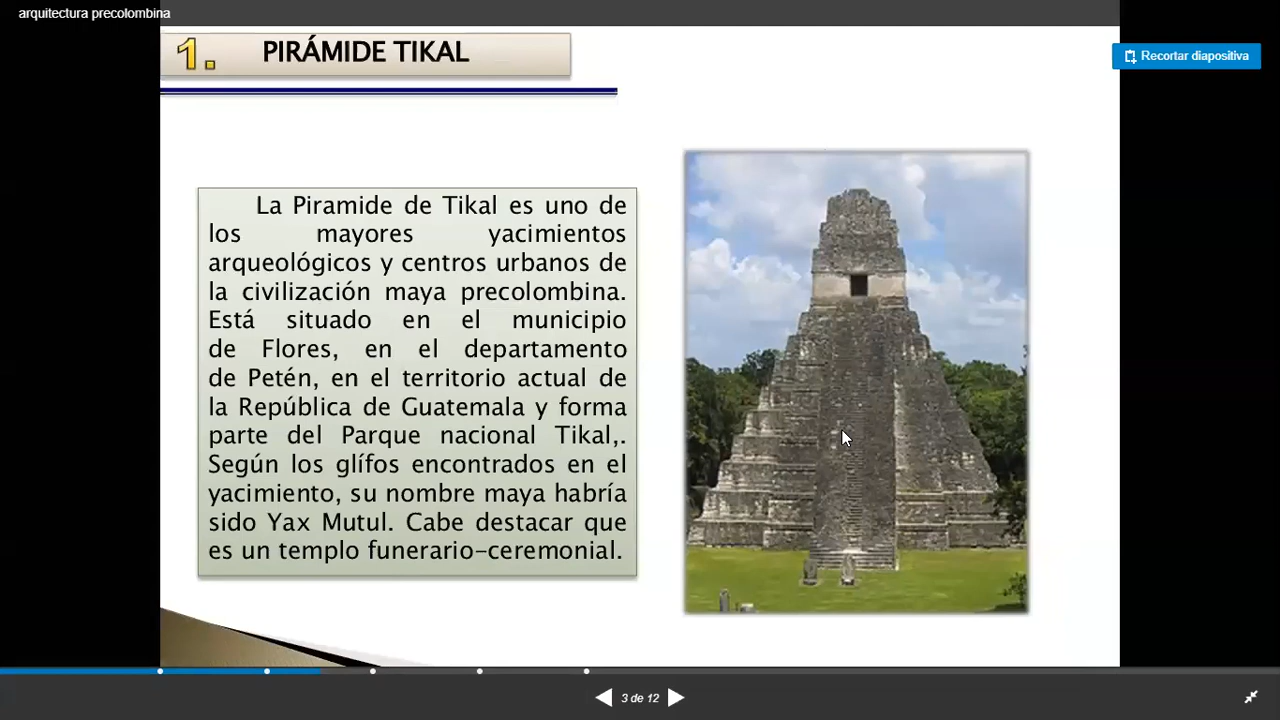 arquitectura precolombina
1. PIRÁMIDE TIKAL
Recortar diapositiva
La Piramide de Tikal es uno de
los mayores yacimientos
arqueológicos y centros urbanos de
la civilización maya precolombina.
Está situado en el municipio
de Flores, en el departamento
de Petén, en el territorio actual de
la República de Guatemala y forma
parte del Parque nacional Tikal,.
Según los glífos encontrados en el
yacimiento, su nombre maya habría
sido Yax Mutul. Cabe destacar que
es un templo funerario-ceremonial.
3 de 12